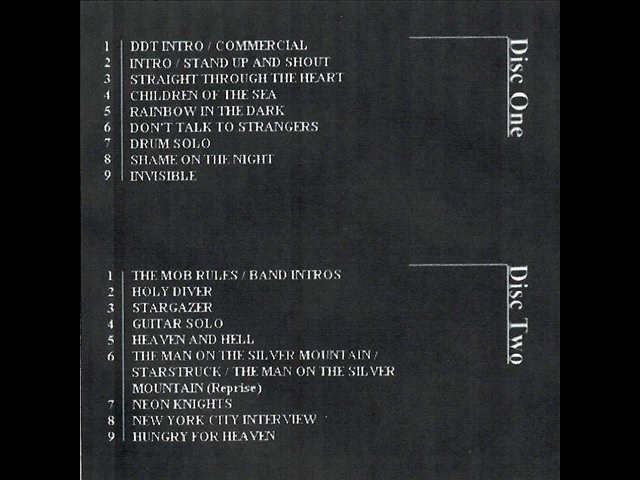 Disc One
1 DDT INTRO / COMMERCIAL
2 INTRO / STAND UP AND SHOUT
3 STRAIGHT THROUGH THE HEART
4 CHILDREN OF THE SEA
5 RAINBOW IN THE DARK
6 DON'T TALK TO STRANGERS
7 DRUM SOLO
8 SHAME ON THE NIGHT
9 INVISIBLE
Disc Two
1 THE MOB RULES / BAND INTROS
2 HOLY DIVER
3 STARGAZER
4 GUITAR SOLO
5 HEAVEN AND HELL
6 THE MAN ON THE SILVER MOUNTAIN /
STARSTRUCK / THE MAN ON THE SILVER
MOUNTAIN (Reprise)
7 NEON KNIGHTS
8 NEW YORK CITY INTERVIEW
9 HUNGRY FOR HEAVEN